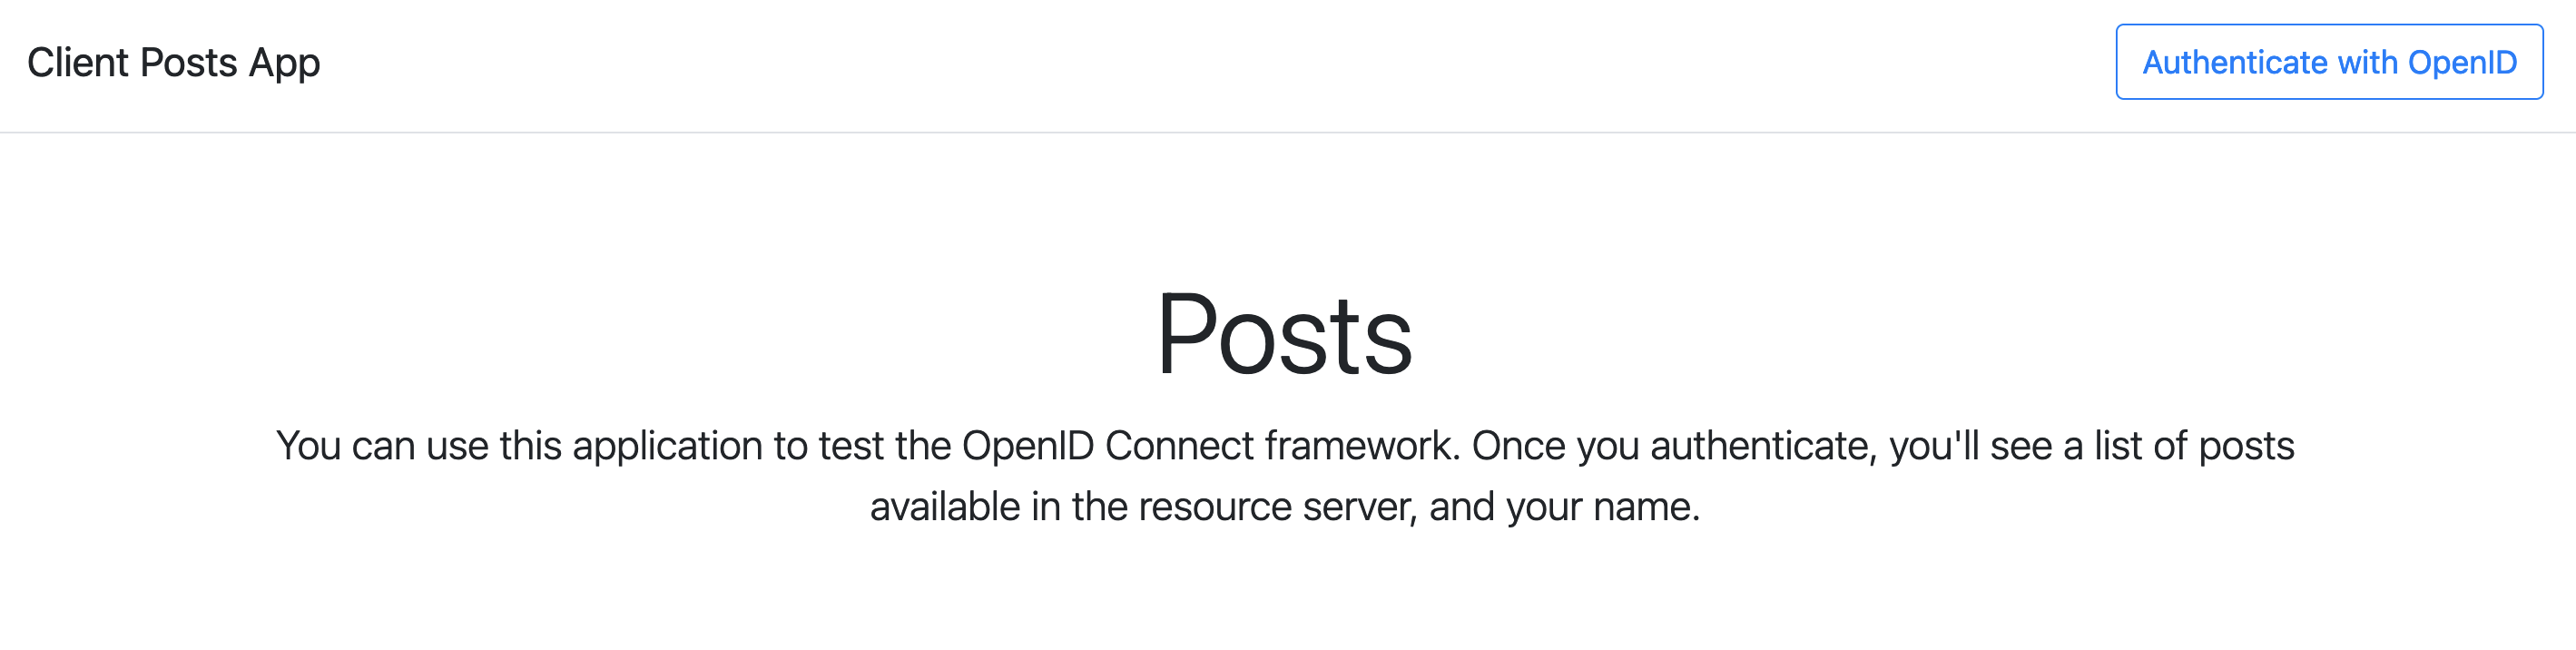 Client Posts App
Authenticate with OpenID
Posts
You can use this application to test the OpenID Connect framework. Once you authenticate, you'll see a list of posts
available in the resource server, and your name.